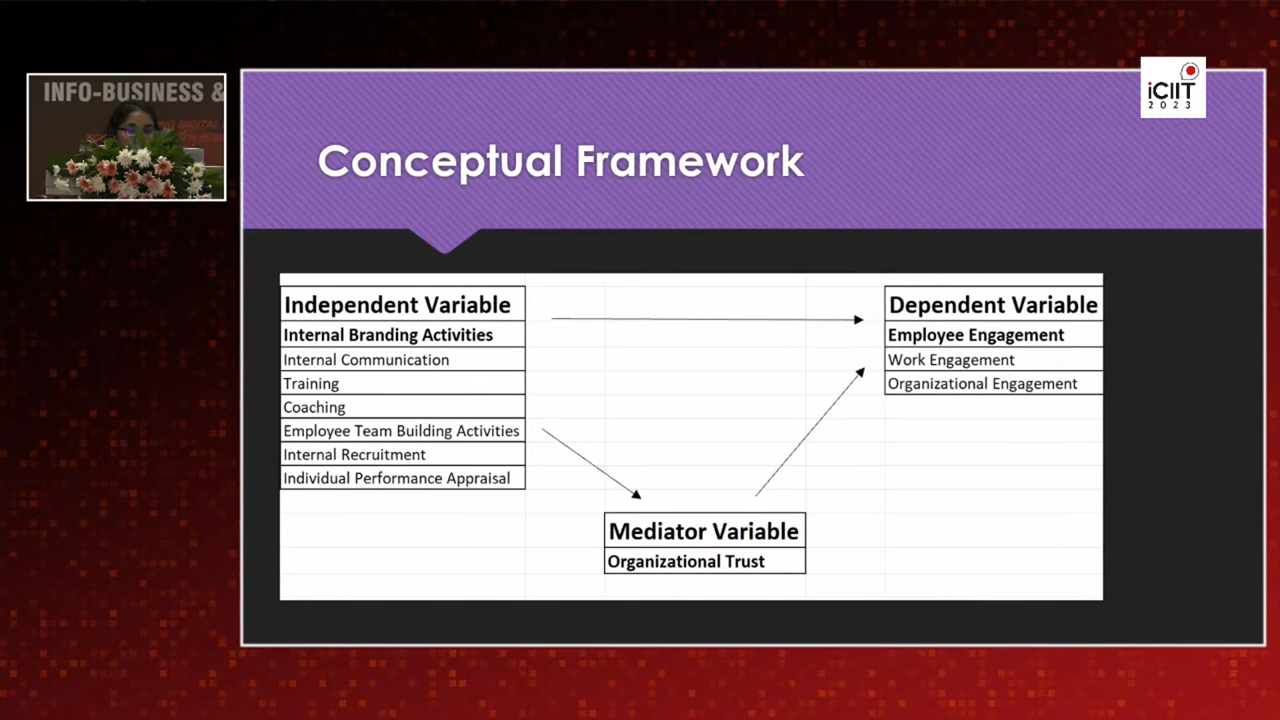 INFO-BUSINESS &
iCIIT
2023
Conceptual Framework
Independent Variable
Internal Branding Activities
Internal Communication
Training
Coaching
Employee Team Building Activities
Internal Recruitment
Individual Performance Appraisal
Dependent Variable
Employee Engagement
Work Engagement
Organizational Engagement
Mediator Variable
Organizational Trust